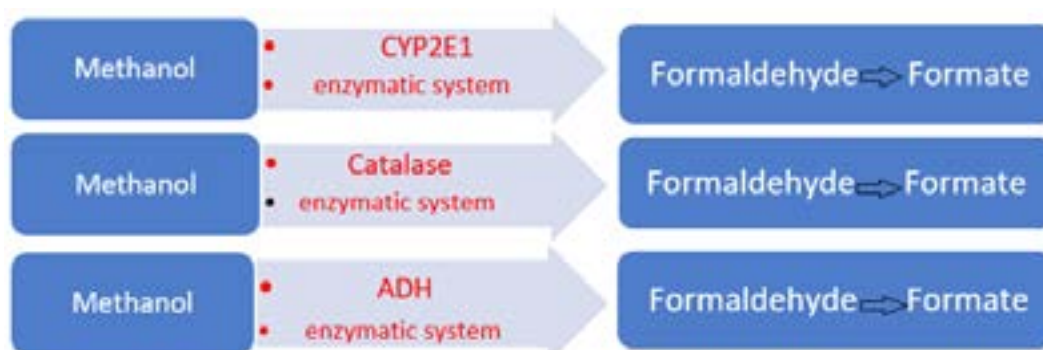 Methanol
• CYP2E1
• enzymatic system
Formaldehyde ⇨ Formate
Methanol
• Catalase
• enzymatic system
Formaldehyde ⇨ Formate
Methanol
• ADH
• enzymatic system
Formaldehyde ⇨ Formate